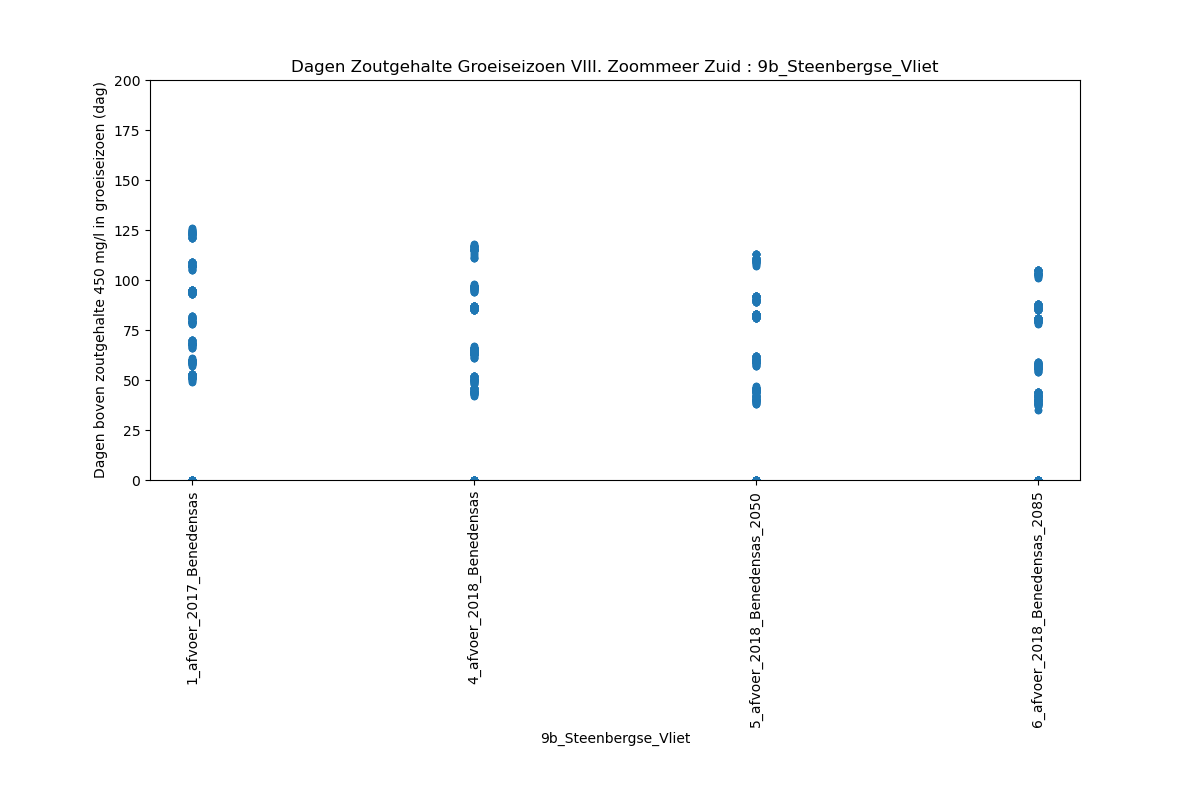 Dagen Zoutgehalte Groeiseizoen VIII. Zoommeer Zuid : 9b_Steenbergse_Vliet
Dagen boven zoutgehalte 450 mg/l in groeiseizoen (dag)
200
175
150
125
100
75
50
25
0
1_afvoer_2017_Benedensas
4_afvoer_2018_Benedensas
5_afvoer_2018_Benedensas_2050
6_afvoer_2018_Benedensas_2085
9b_Steenbergse_Vliet